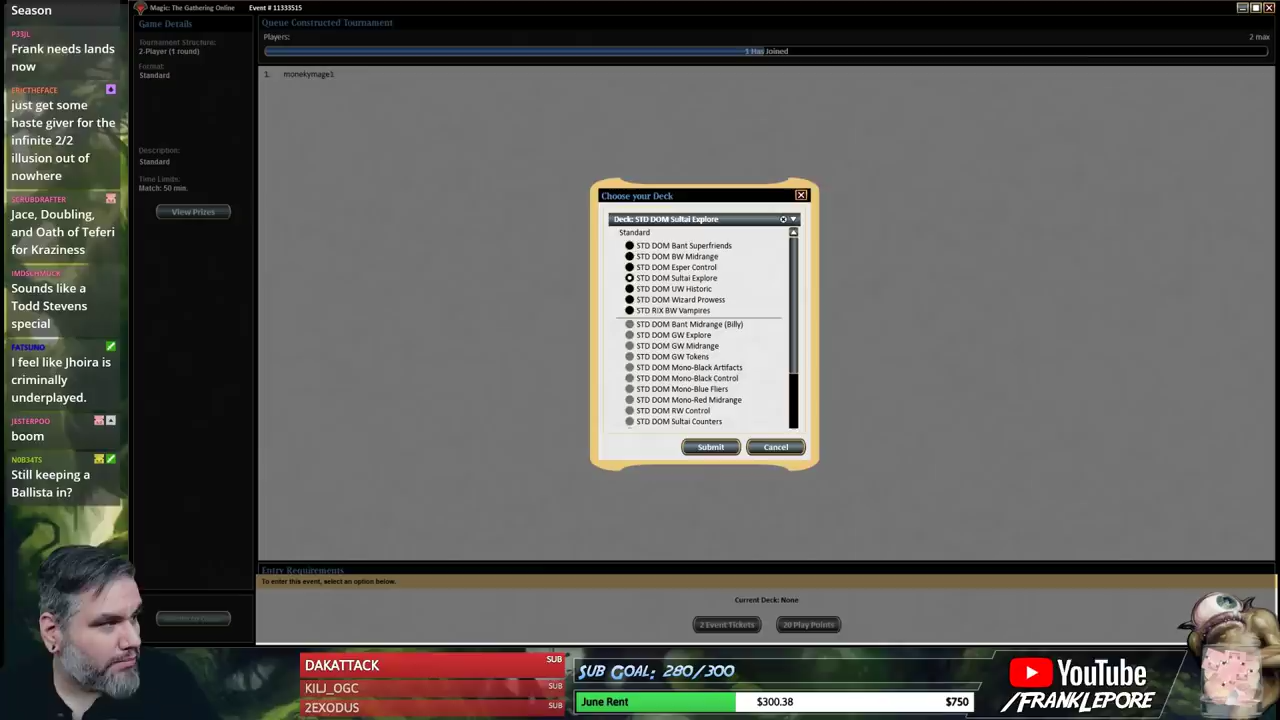 Season
P33JL
Frank needs lands
now
ERICTHEFACE
just get some
haste giver for the
infinite 2/2
illusion out of
nowhere
SCRUBDRAFTER
Jace, Doubling,
and Oath of Teferi
for Kraziness
IMDSCHMUCK
Sounds like a
Todd Stevens
special
FATSUNO
I feel like Jhoira is
criminally
underplayed.
JESTERPOO
boom
N0B34TS
Still keeping a
Ballista in?
Magic: The Gathering Online Event # 11333515
Game Details
Tournament Structure:
2-Player (1 round)
Format:
Standard
Description:
Standard
Time Limits:
Match: 50 min.
View Prizes
Queue Constructed Tournament
Players:
2 max
1 Has Joined
1. monekymage1
Choose your Deck
Deck: STD DOM Sultai Explore
Standard
STD DOM Bant Superfriends
STD DOM BW Midrange
STD DOM Esper Control
STD DOM Sultai Explore
STD DOM UW Historic
STD DOM Wizard Prowess
STD RIX BW Vampires
STD DOM Bant Midrange (Billy)
STD DOM GW Explore
STD DOM GW Midrange
STD DOM GW Tokens
STD DOM Mono-Black Artifacts
STD DOM Mono-Black Control
STD DOM Mono-Blue Fliers
STD DOM Mono-Red Midrange
STD DOM RW Control
STD DOM Sultai Counters
Submit Cancel
Entry Requirements
To enter this event, select an option below.
Current Deck: None
2 Event Tickets 20 Play Points
DAKATTACK SUB
KILJ_OGC SUB
2EXODUS SUB
SUB GOAL: 280/300
June Rent $300.38 $750
YouTube
/FRANKLEPORE